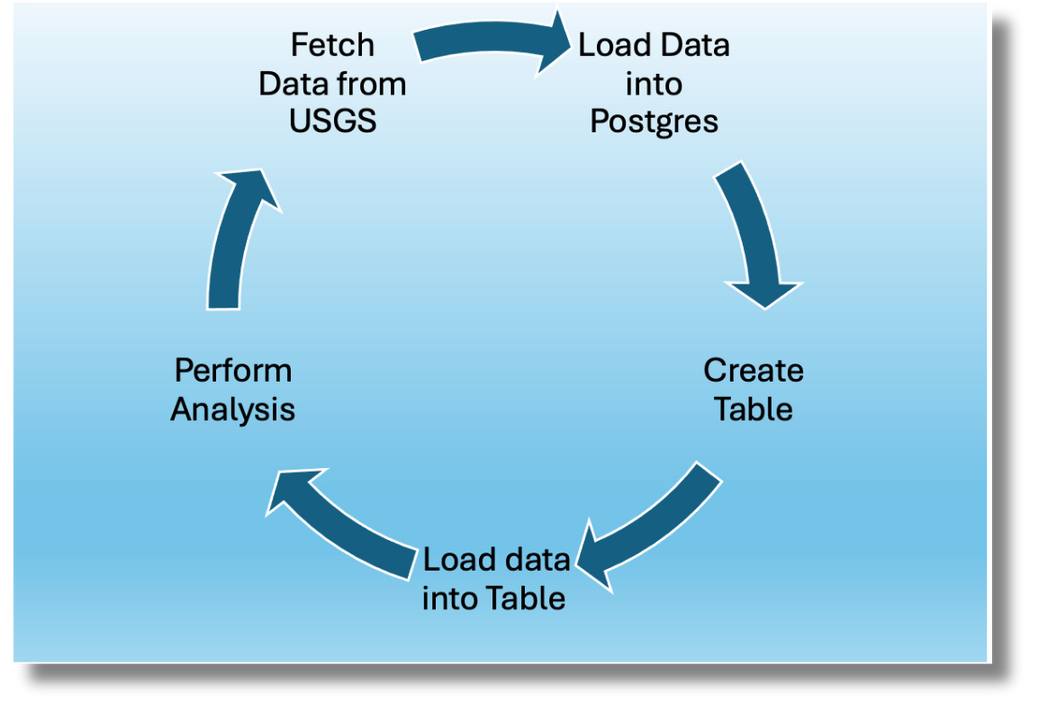 Fetch
Data from
USGS
Load Data
into
Postgres
Create
Table
Load data
into Table
Perform
Analysis